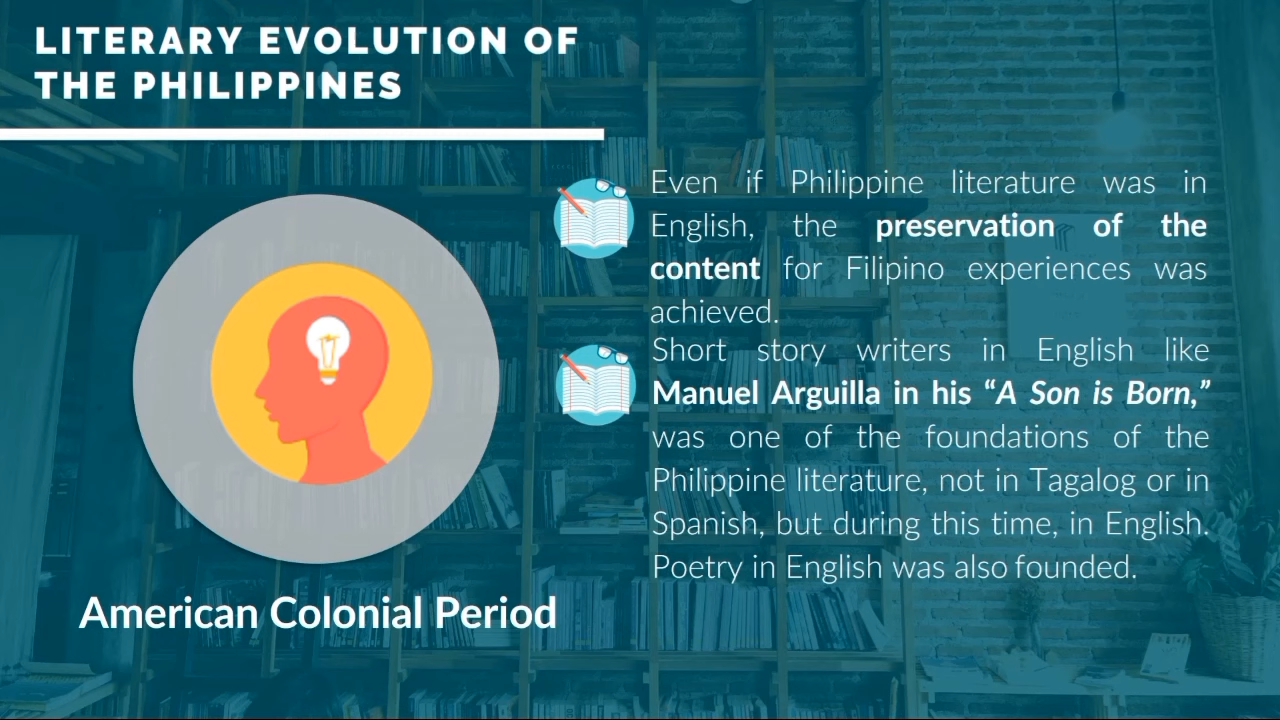 LITERARY EVOLUTION OF
THE PHILIPPINES
Even if Philippine literature was in
English, the preservation of the
content for Filipino experiences was
achieved.
Short story writers in English like
Manuel Arguilla in his “A Son is Born,”
was one of the foundations of the
Philippine literature, not in Tagalog or in
Spanish, but during this time, in English.
Poetry in English was also founded.
American Colonial Period